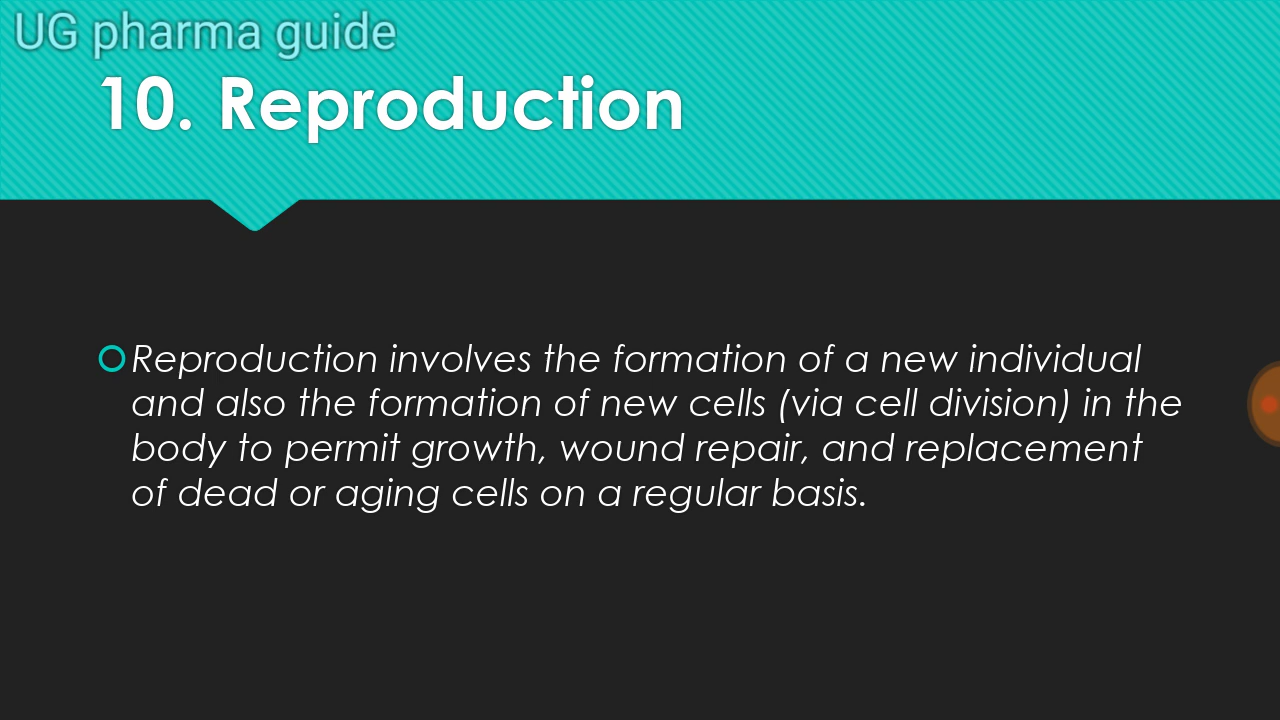 UG pharma guide
10. Reproduction
Reproduction involves the formation of a new individual
and also the formation of new cells (via cell division) in the
body to permit growth, wound repair, and replacement
of dead or aging cells on a regular basis.